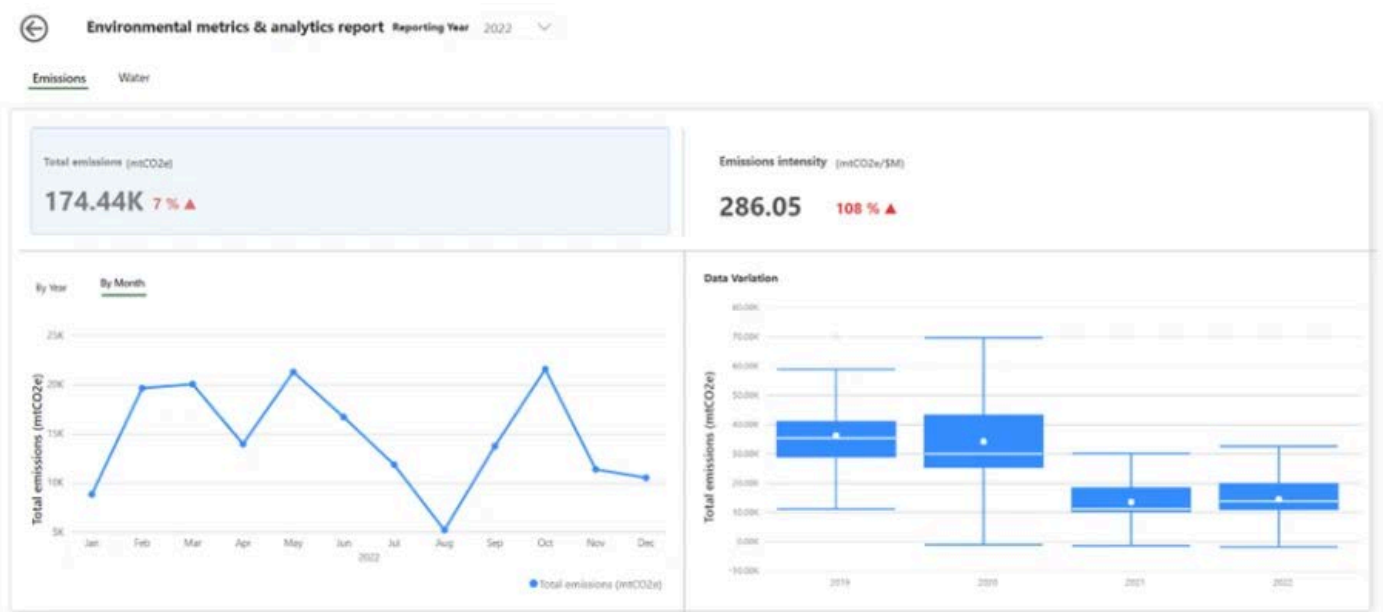 Environmental metrics & analytics report Reporting Year 2022
Emissions Water
Total emissions (mtCO2e)
174.44K 7 % ▲
Emissions intensity (mtCO2e/$M)
286.05 108 % ▲
By Year By Month
Total emissions (mtCO2e)
25K
20K
15K
10K
5K
Jan Feb Mar Apr May Jun Jul Aug Sep Oct Nov Dec
2022
Total emissions (mtCO2e)
Data Variation
Total emissions (mtCO2e)
80.00K
70.00K
60.00K
50.00K
40.00K
30.00K
20.00K
10.00K
0.00K
-10.00K
2019 2020 2021 2022